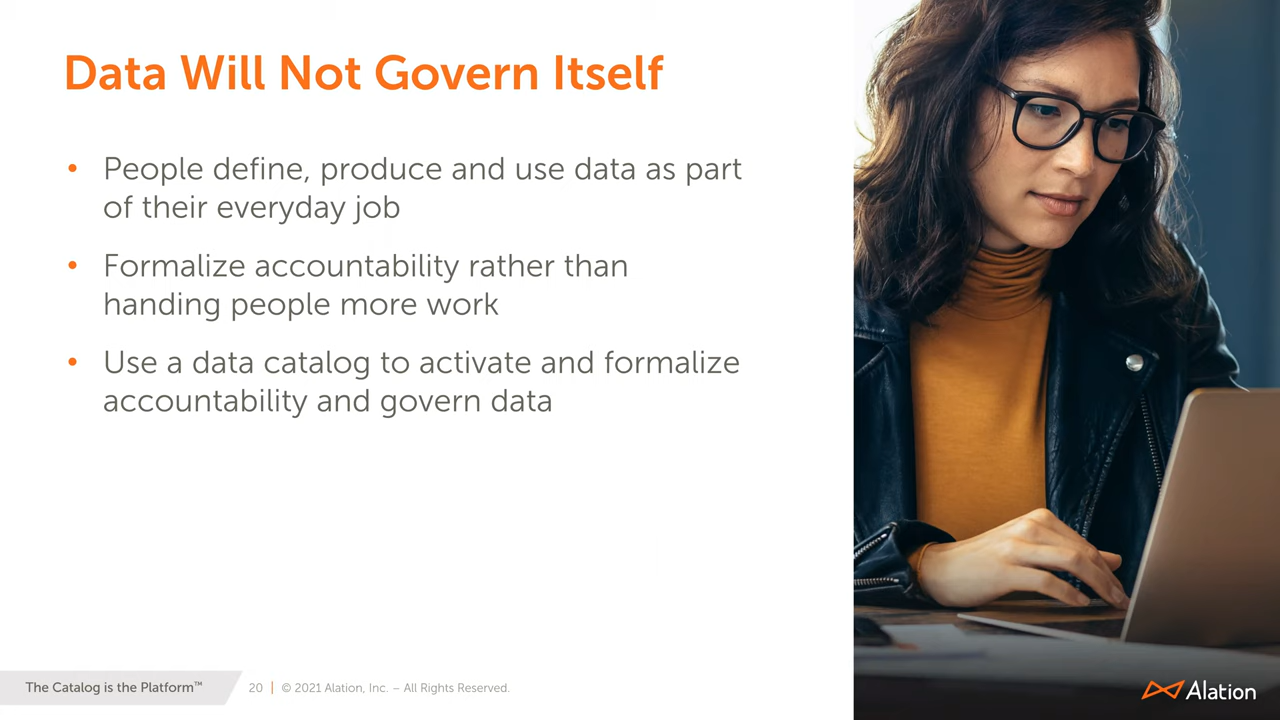 Data Will Not Govern Itself
• People define, produce and use data as part
of their everyday job
• Formalize accountability rather than
handing people more work
• Use a data catalog to activate and formalize
accountability and govern data
The Catalog is the Platform™
20 | © 2021 Alation, Inc. – All Rights Reserved.
Alation